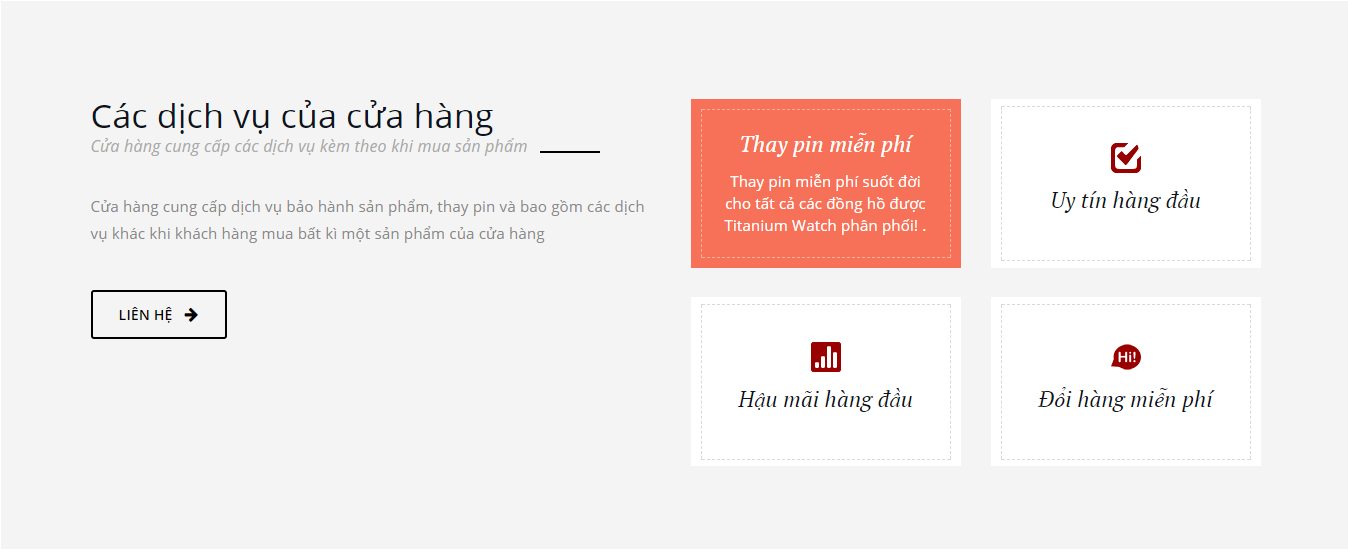 Các dịch vụ của cửa hàng
Cửa hàng cung cấp các dịch vụ kèm theo khi mua sản phẩm
Cửa hàng cung cấp dịch vụ bảo hành sản phẩm, thay pin và bao gồm các dịch
vụ khác khi khách hàng mua bất kì một sản phẩm của cửa hàng
LIÊN HỆ
Thay pin miễn phí
Thay pin miễn phí suốt đời
cho tất cả các đồng hồ được
Titanium Watch phân phối! .
Uy tín hàng đầu
Hậu mãi hàng đầu
Hi!
Đổi hàng miễn phí